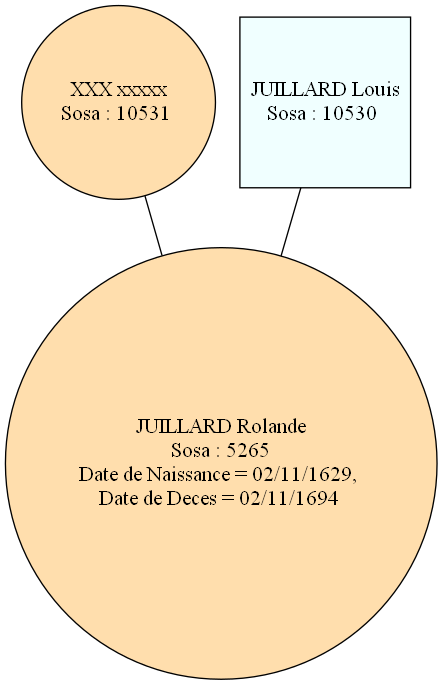 XXX xxxxx
Sosa : 10531
JUILLARD Louis
Sosa : 10530
JUILLARD Rolande
Sosa : 5265
Date de Naissance = 02/11/1629,
Date de Deces = 02/11/1694